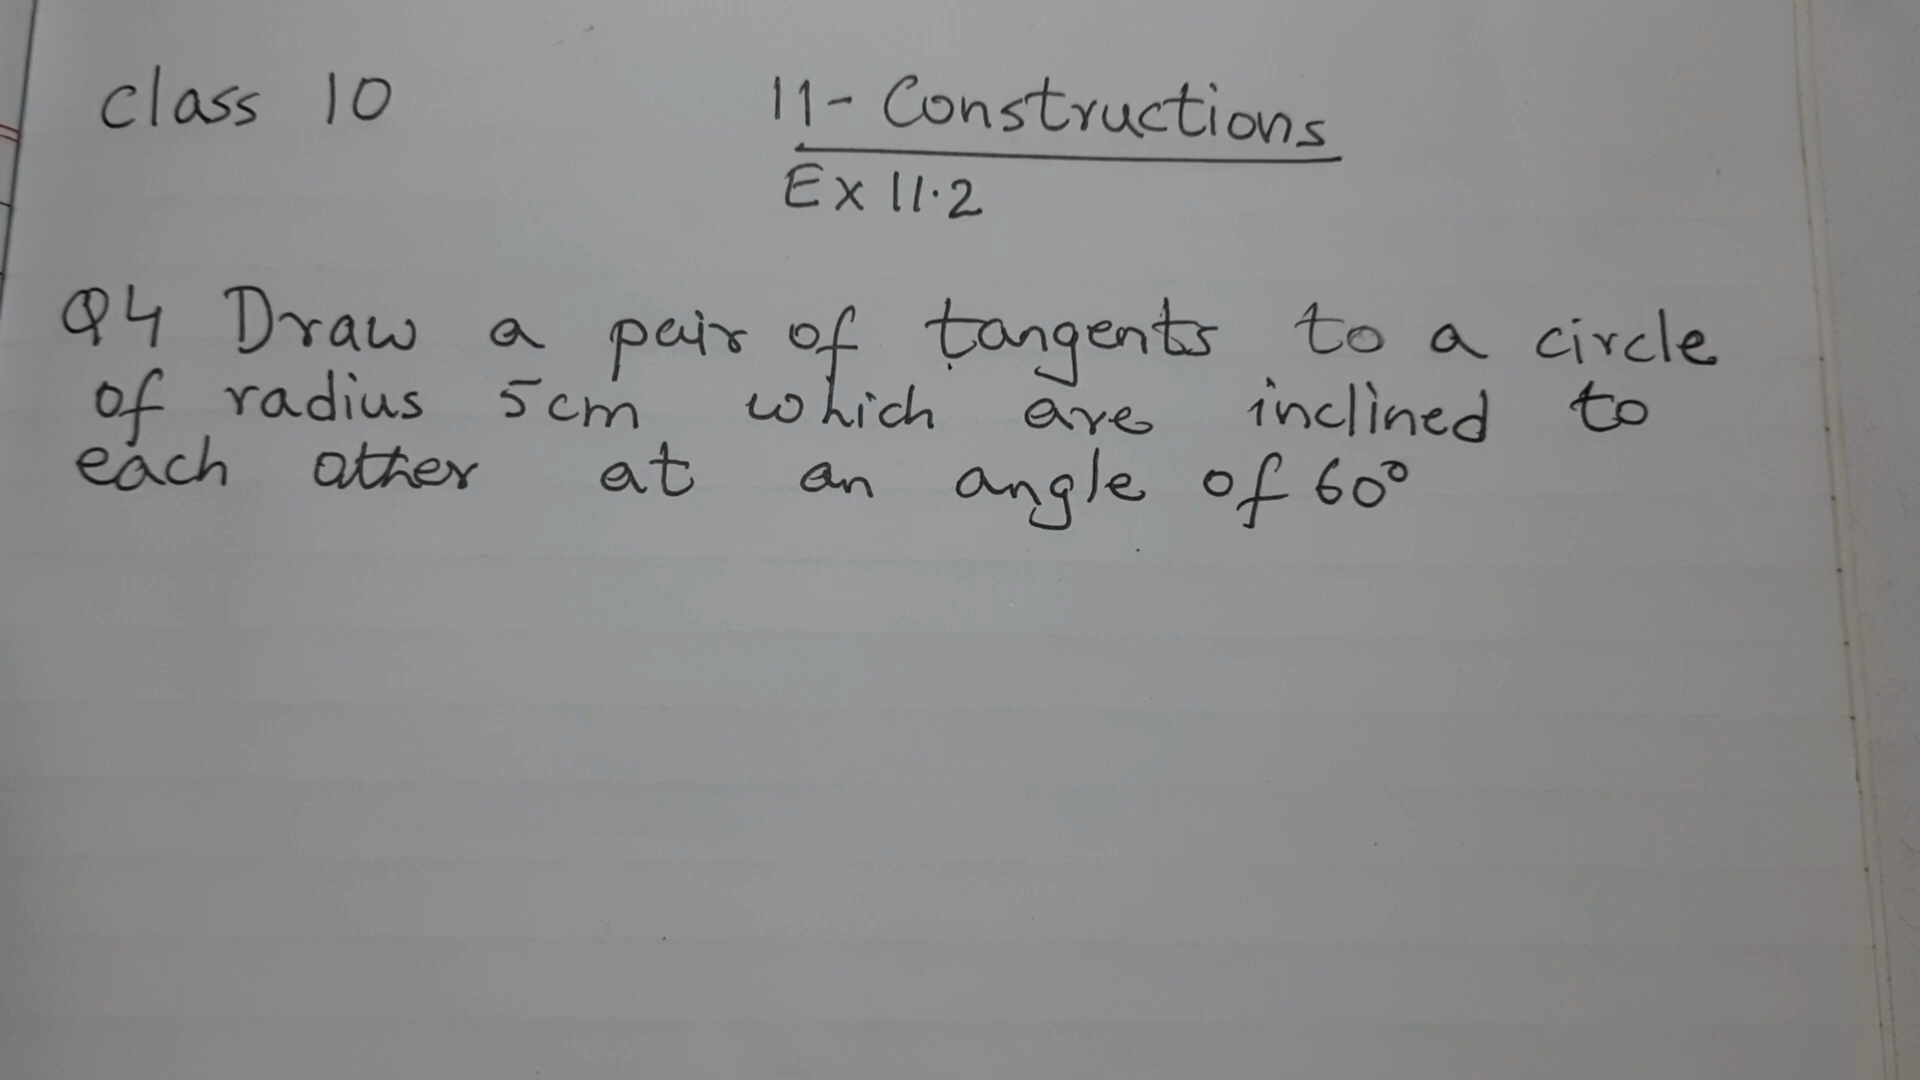 Class 10
11- Constructions
Ex 11.2
Q4 Draw a pair of tangents to a circle
of radius 5cm which are inclined to
each other at an angle of 60°